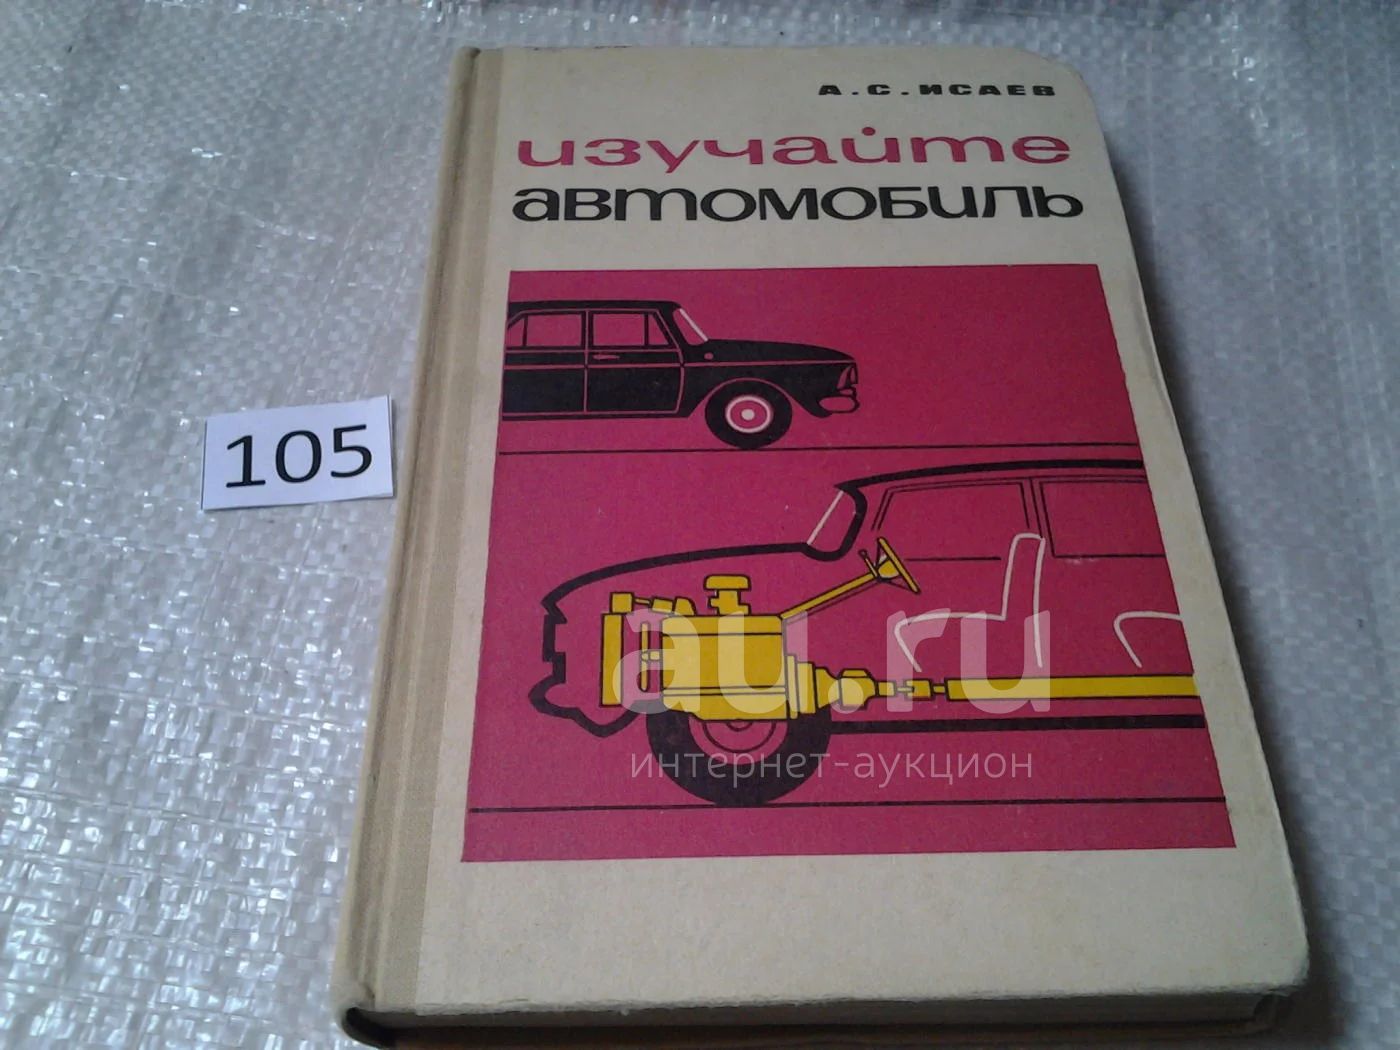 А.С.ИСАЕВ
изучайте
автомобиль
105
au.ru
интернет-аукцион